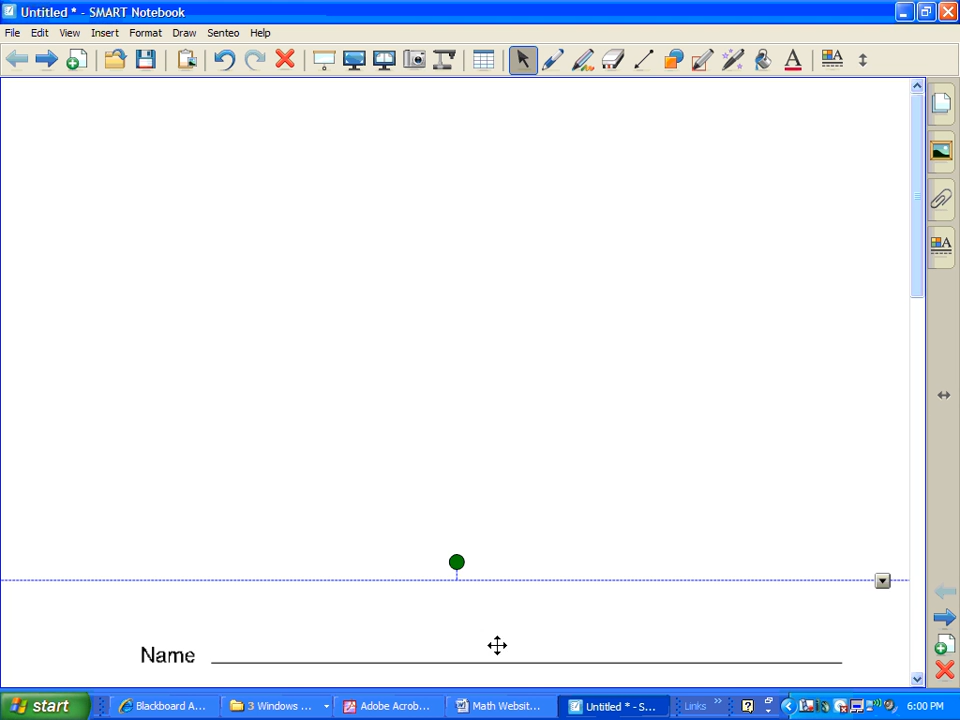 Untitled * - SMART Notebook
File Edit View Insert Format Draw Senteo Help
Name
start Blackboard A... 3 Windows ... Adobe Acrob... Math Websit... Untitled * - S... Links 6:00 PM